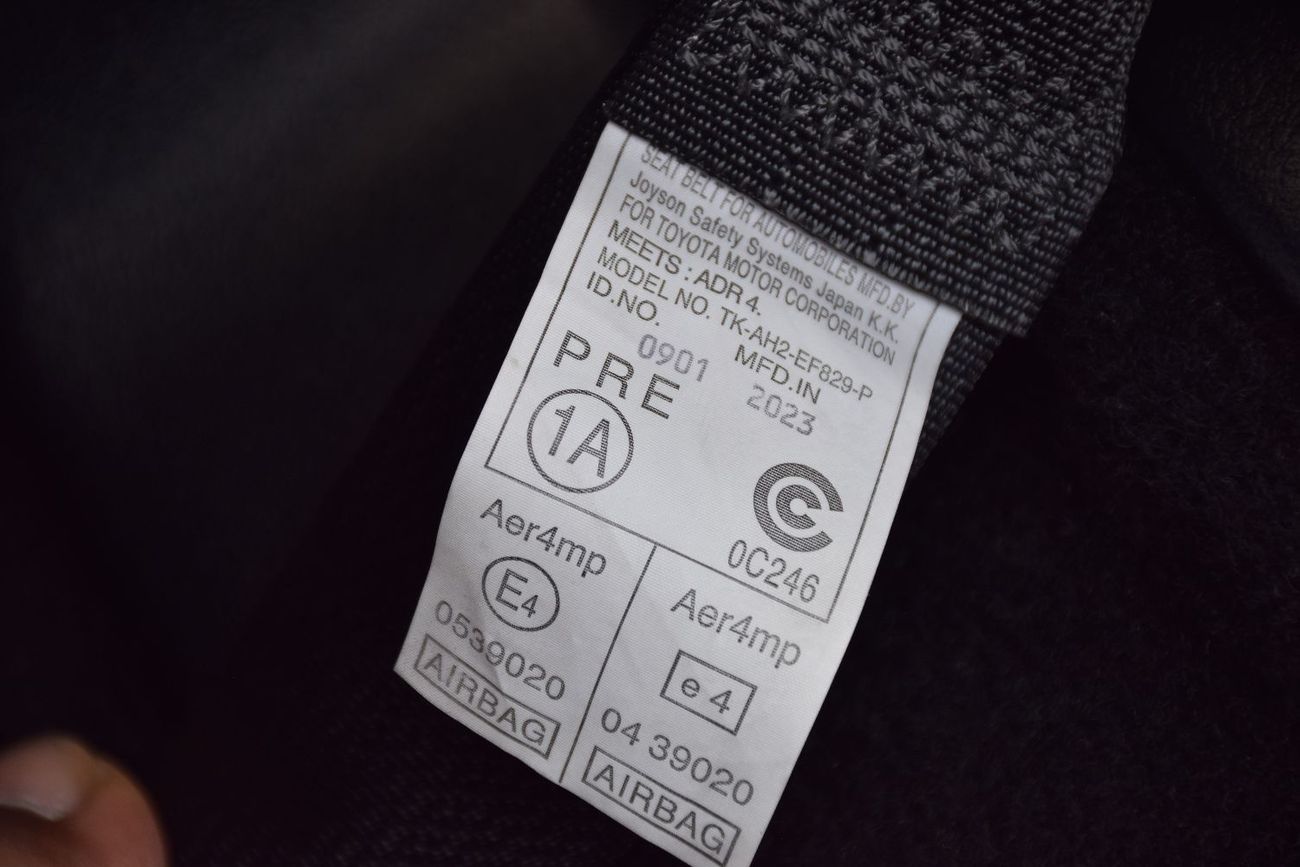 SEAT BELT FOR AUTOMOBILES MFD.BY
Joyson Safety Systems Japan K.K.
FOR TOYOTA MOTOR CORPORATION
MEETS : ADR 4.
MODEL NO. TK-AH2-EF829-P
ID.NO. MFD.IN
0901 2023
PRE
1A
C
0C246
Aer4mp
E4
0539020
AIRBAG
Aer4mp
e 4
04 39020
AIRBAG